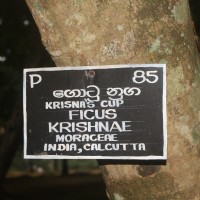 P 85
ගොටු නුග
KRISNA'S CUP
FICUS
KRISHNAE
MORACEAE
INDIA, CALCUTTA